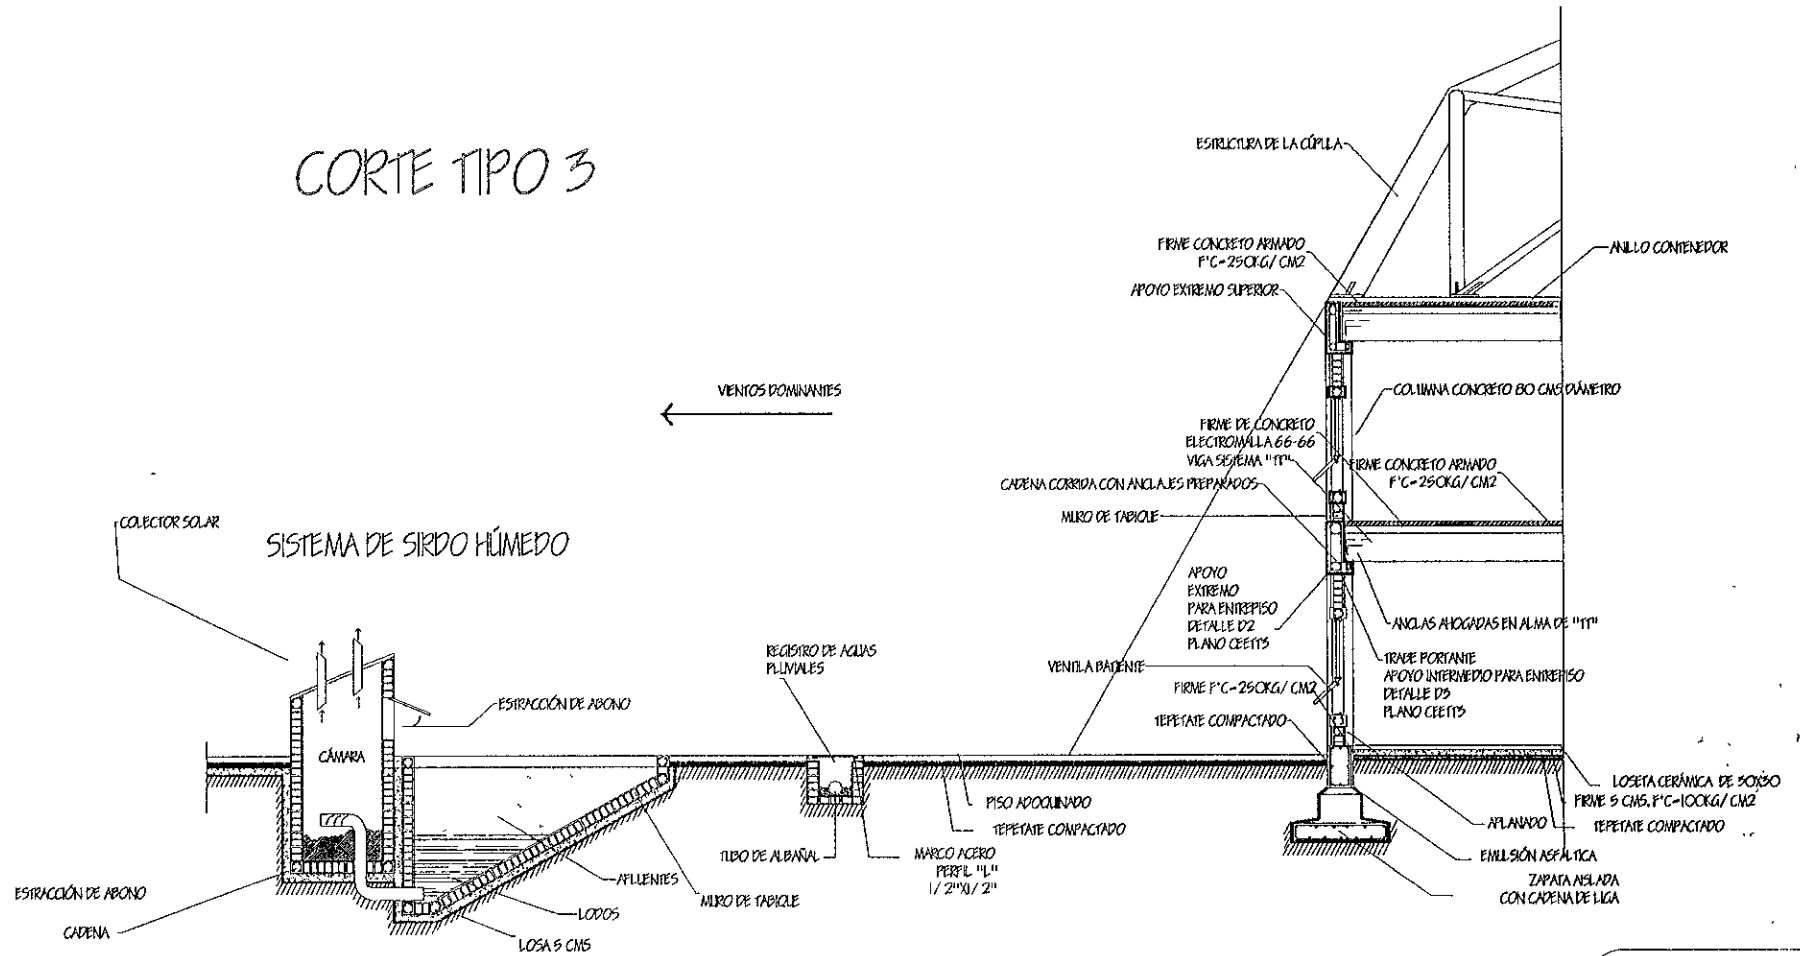 CORTE TIPO 3
ESTRUCTURA DE LA CÚPULA
FIRME CONCRETO ARMADO
F'C=250KG/CM2
ANILLO CONTENEDOR
APOYO EXTREMO SUPERIOR
VIENTOS DOMINANTES
COLUMNA CONCRETO 80 CMS DIÁMETRO
FIRME DE CONCRETO
ELECTROMALLA 66-66
VIGA SISTEMA "TT"
FIRME CONCRETO ARMADO
F'C=250KG/CM2
CADENA CORRIDA CON ANCLAJES PREPARADOS
MURO DE TABIQUE
COLECTOR SOLAR
SISTEMA DE SIRDO HÚMEDO
APOYO
EXTREMO
PARA ENTREPISO
DETALLE D2
PLANO CEETT3
ANCLAS AHOGADAS EN ALMA DE "TT"
REGISTRO DE AGUAS
PLUVIALES
VENTILA BATIENTE
TRABE PORTANTE
APOYO INTERMEDIO PARA ENTREPISO
DETALLE D3
PLANO CEETT3
FIRME F'C=250KG/CM2
ESTRACCIÓN DE ABONO
TEPETATE COMPACTADO
CÁMARA
LOSETA CERÁMICA DE 30X30
FIRME 5 CMS. F'C=100KG/CM2
PISO ADOQUINADO
TEPETATE COMPACTADO
APLANADO
TEPETATE COMPACTADO
TUBO DE ALBAÑAL
MARCO ACERO
PERFIL "L"
1/2"X1/2"
EMULSIÓN ASFÁLTICA
ZAPATA AISLADA
CON CADENA DE LIGA
AFLUENTES
ESTRACCIÓN DE ABONO
MURO DE TABIQUE
LODOS
CADENA
LOSA 5 CMS